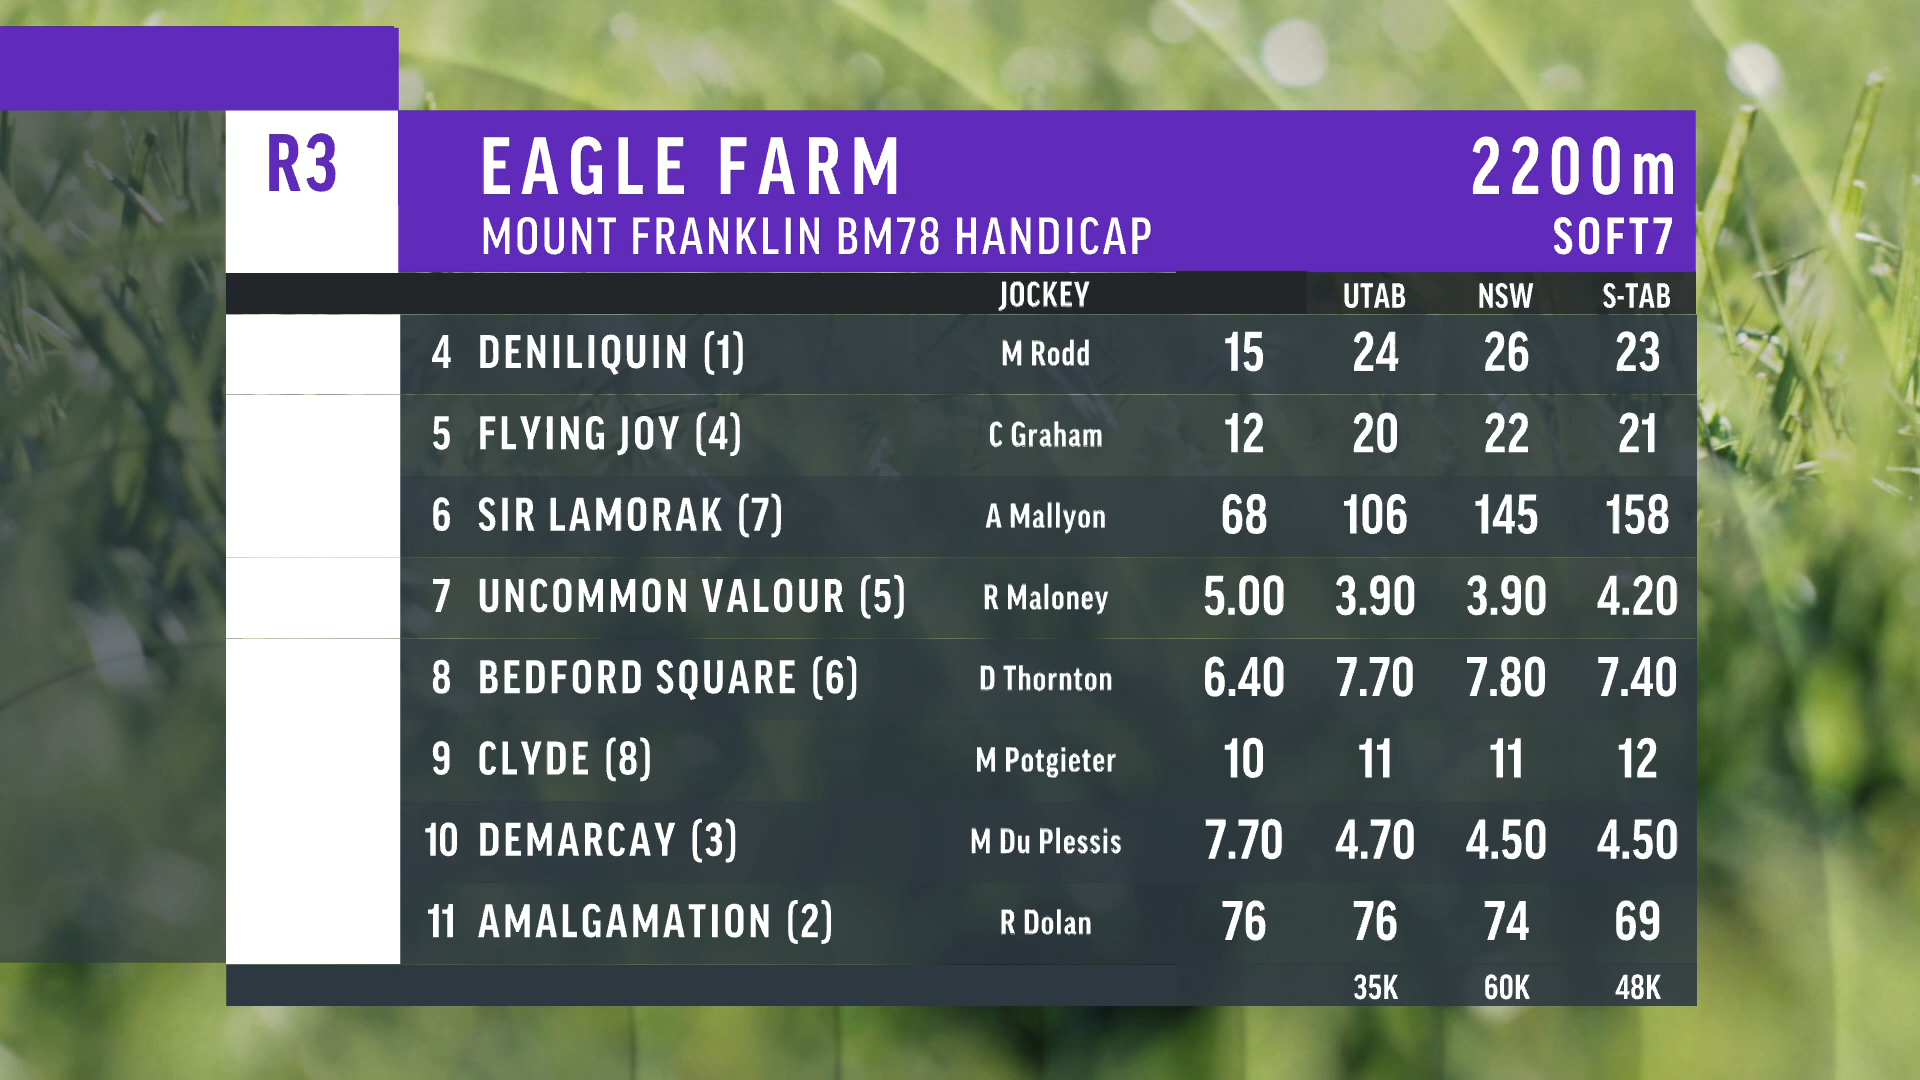 R3 EAGLE FARM 2200m
MOUNT FRANKLIN BM78 HANDICAP SOFT7
JOCKEY UTAB NSW S-TAB
4 DENILIQUIN (1) M Rodd 15 24 26 23
5 FLYING JOY (4) C Graham 12 20 22 21
6 SIR LAMORAK (7) A Mallyon 68 106 145 158
7 UNCOMMON VALOUR (5) R Maloney 5.00 3.90 3.90 4.20
8 BEDFORD SQUARE (6) D Thornton 6.40 7.70 7.80 7.40
9 CLYDE (8) M Potgieter 10 11 11 12
10 DEMARCAY (3) M Du Plessis 7.70 4.70 4.50 4.50
11 AMALGAMATION (2) R Dolan 76 76 74 69
35K 60K 48K